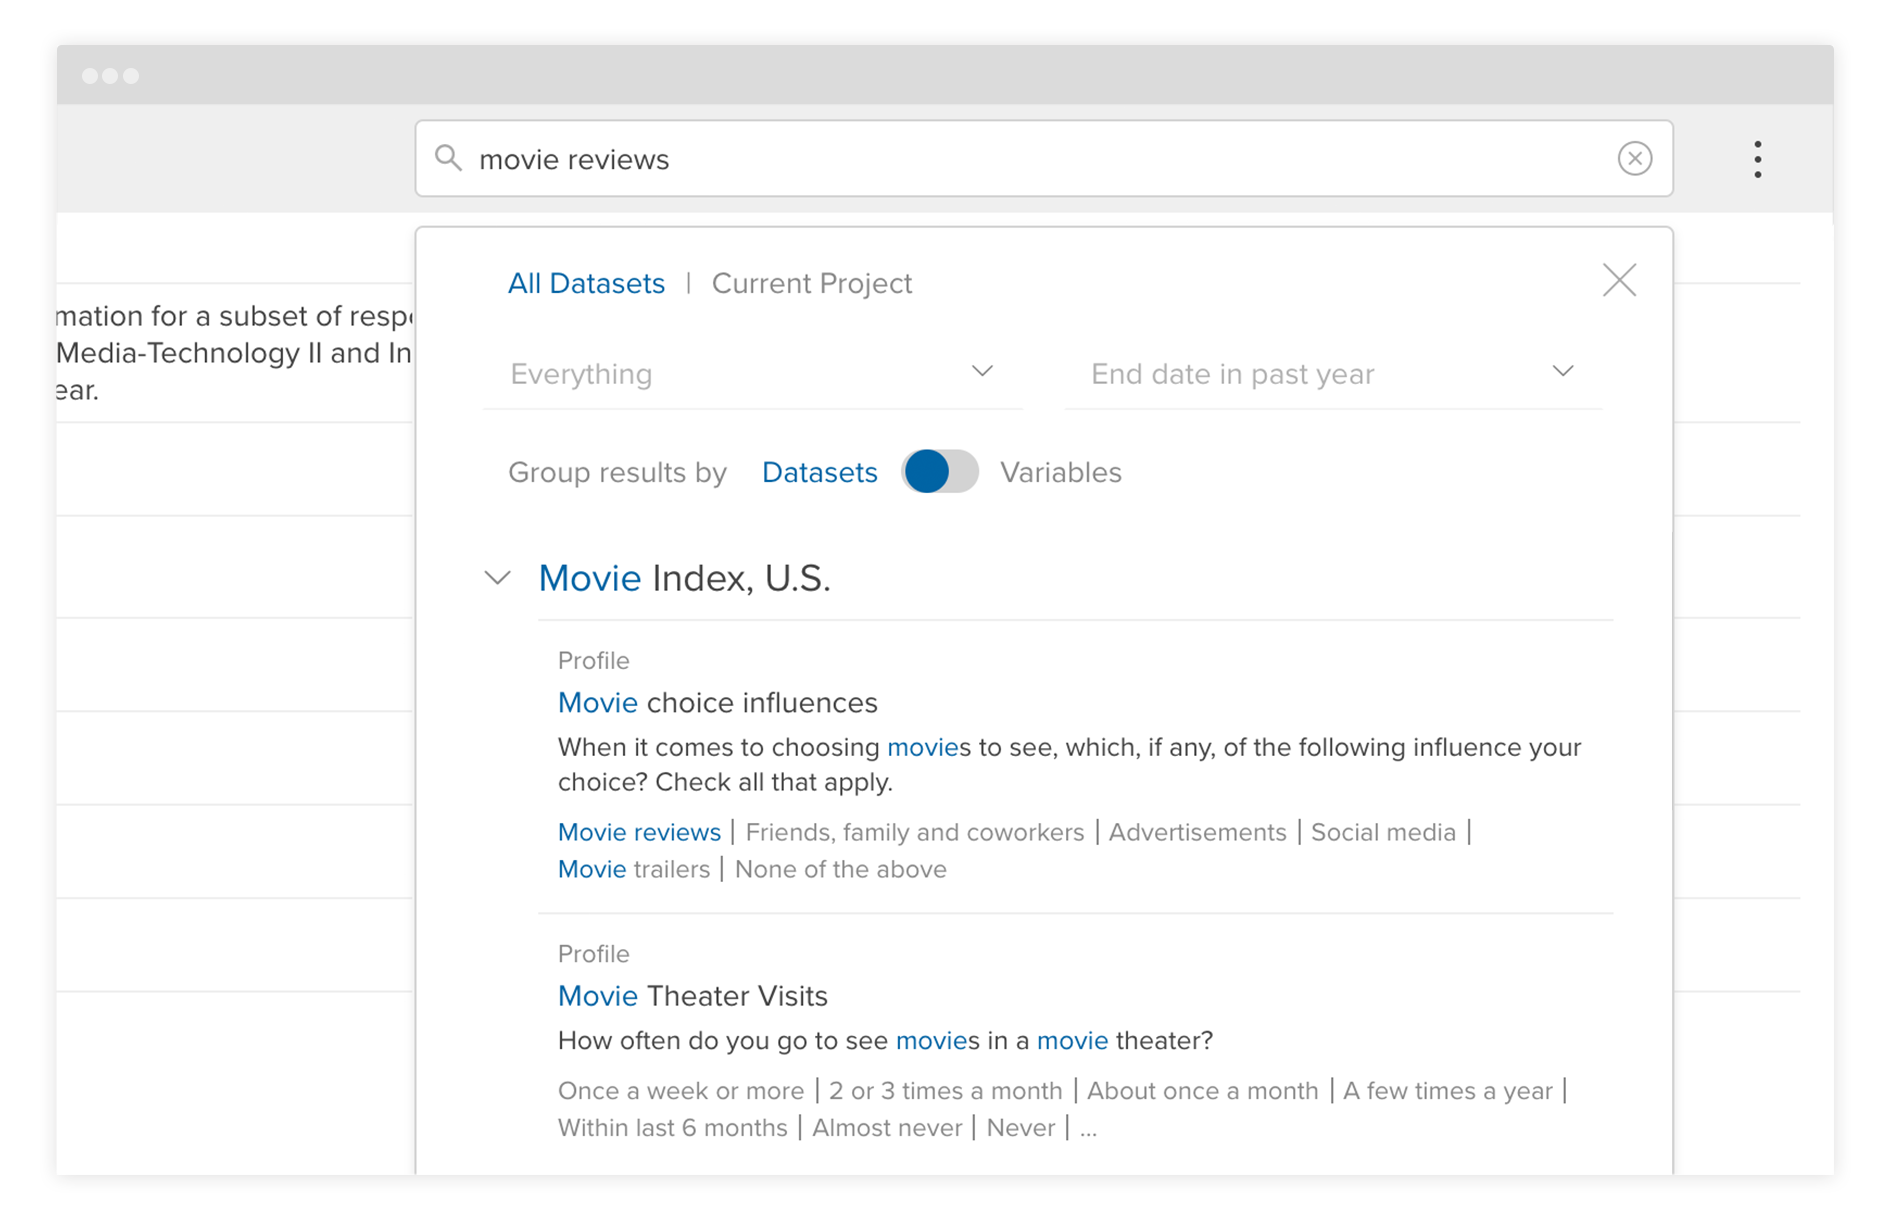 movie reviews
All Datasets | Current Project
mation for a subset of resp
Media-Technology II and In
ear.
Everything
End date in past year
Group results by Datasets Variables
Movie Index, U.S.
Profile
Movie choice influences
When it comes to choosing movies to see, which, if any, of the following influence your
choice? Check all that apply.
Movie reviews | Friends, family and coworkers | Advertisements | Social media |
Movie trailers | None of the above
Profile
Movie Theater Visits
How often do you go to see movies in a movie theater?
Once a week or more | 2 or 3 times a month | About once a month | A few times a year |
Within last 6 months | Almost never | Never | ...